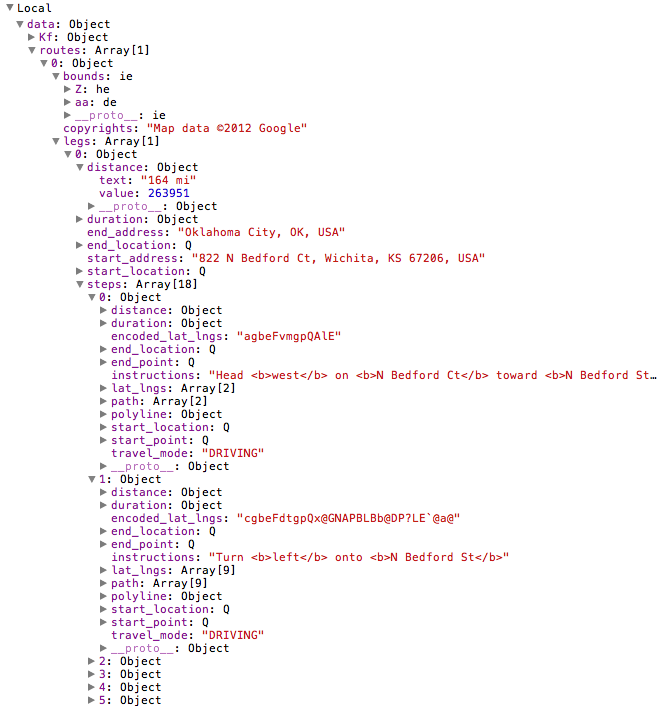 Local
data: Object
Kf: Object
routes: Array[1]
0: Object
bounds: ie
Z: he
aa: de
__proto__: ie
copyrights: "Map data ©2012 Google"
legs: Array[1]
0: Object
distance: Object
text: "164 mi"
value: 263951
__proto__: Object
duration: Object
end_address: "Oklahoma City, OK, USA"
end_location: Q
start_address: "822 N Bedford Ct, Wichita, KS 67206, USA"
start_location: Q
steps: Array[18]
0: Object
distance: Object
duration: Object
encoded_lat_lngs: "agbeFvmgpQAlE"
end_location: Q
end_point: Q
instructions: "Head <b>west</b> on <b>N Bedford Ct</b> toward <b>N Bedford St…
lat_lngs: Array[2]
path: Array[2]
polyline: Object
start_location: Q
start_point: Q
travel_mode: "DRIVING"
__proto__: Object
1: Object
distance: Object
duration: Object
encoded_lat_lngs: "cgbeFdtgpQx@GNAPBLBb@DP?LE`@a@"
end_location: Q
end_point: Q
instructions: "Turn <b>left</b> onto <b>N Bedford St</b>"
lat_lngs: Array[9]
path: Array[9]
polyline: Object
start_location: Q
start_point: Q
travel_mode: "DRIVING"
__proto__: Object
2: Object
3: Object
4: Object
5: Object